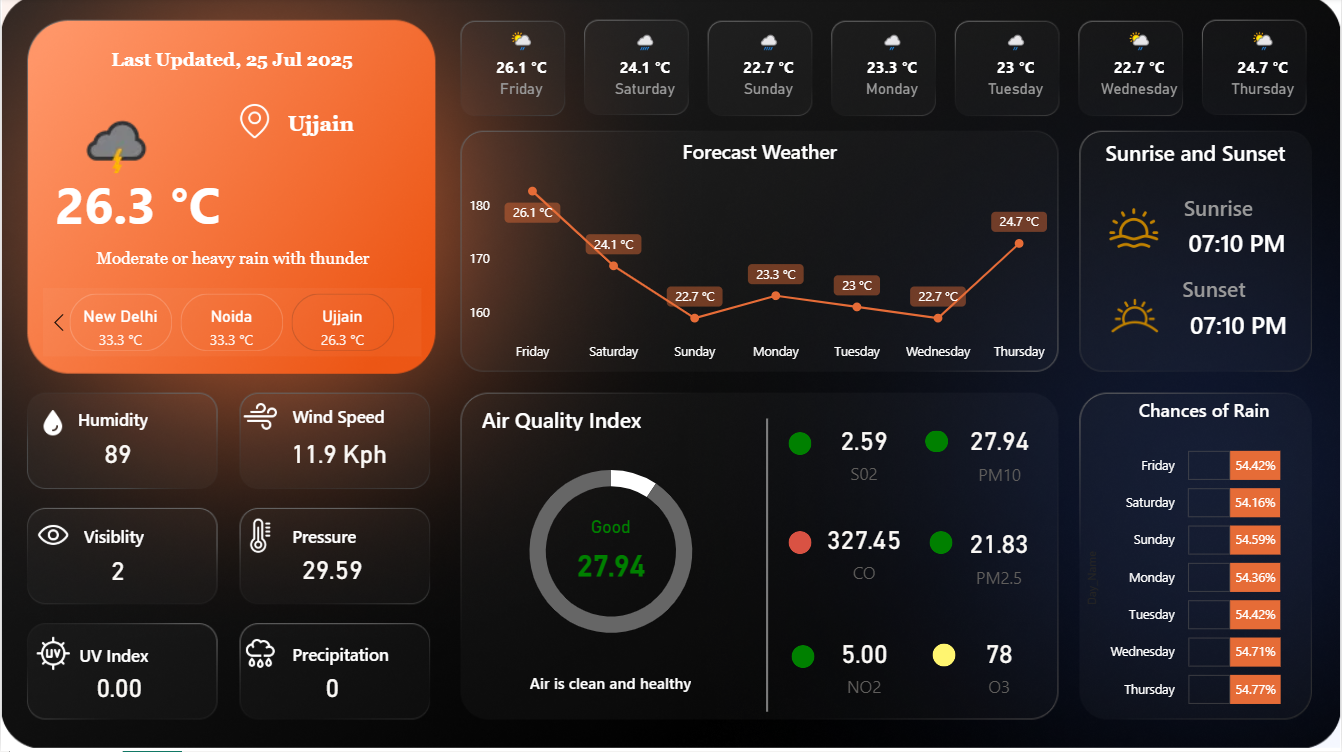 Last Updated, 25 Jul 2025
Ujjain
26.3 °C
Moderate or heavy rain with thunder
New Delhi
33.3 °C
Noida
33.3 °C
Ujjain
26.3 °C
26.1 °C
Friday
24.1 °C
Saturday
22.7 °C
Sunday
23.3 °C
Monday
23 °C
Tuesday
22.7 °C
Wednesday
24.7 °C
Thursday
Forecast Weather
180
170
160
26.1 °C
24.1 °C
22.7 °C
23.3 °C
23 °C
22.7 °C
24.7 °C
Friday
Saturday
Sunday
Monday
Tuesday
Wednesday
Thursday
Sunrise and Sunset
Sunrise
07:10 PM
Sunset
07:10 PM
Humidity
89
Wind Speed
11.9 Kph
Visiblity
2
Pressure
29.59
UV
UV Index
0.00
Precipitation
0
Air Quality Index
Good
27.94
Air is clean and healthy
2.59
S02
27.94
PM10
327.45
CO
21.83
PM2.5
5.00
NO2
78
O3
Chances of Rain
Day_Name
Friday 54.42%
Saturday 54.16%
Sunday 54.59%
Monday 54.36%
Tuesday 54.42%
Wednesday 54.71%
Thursday 54.77%